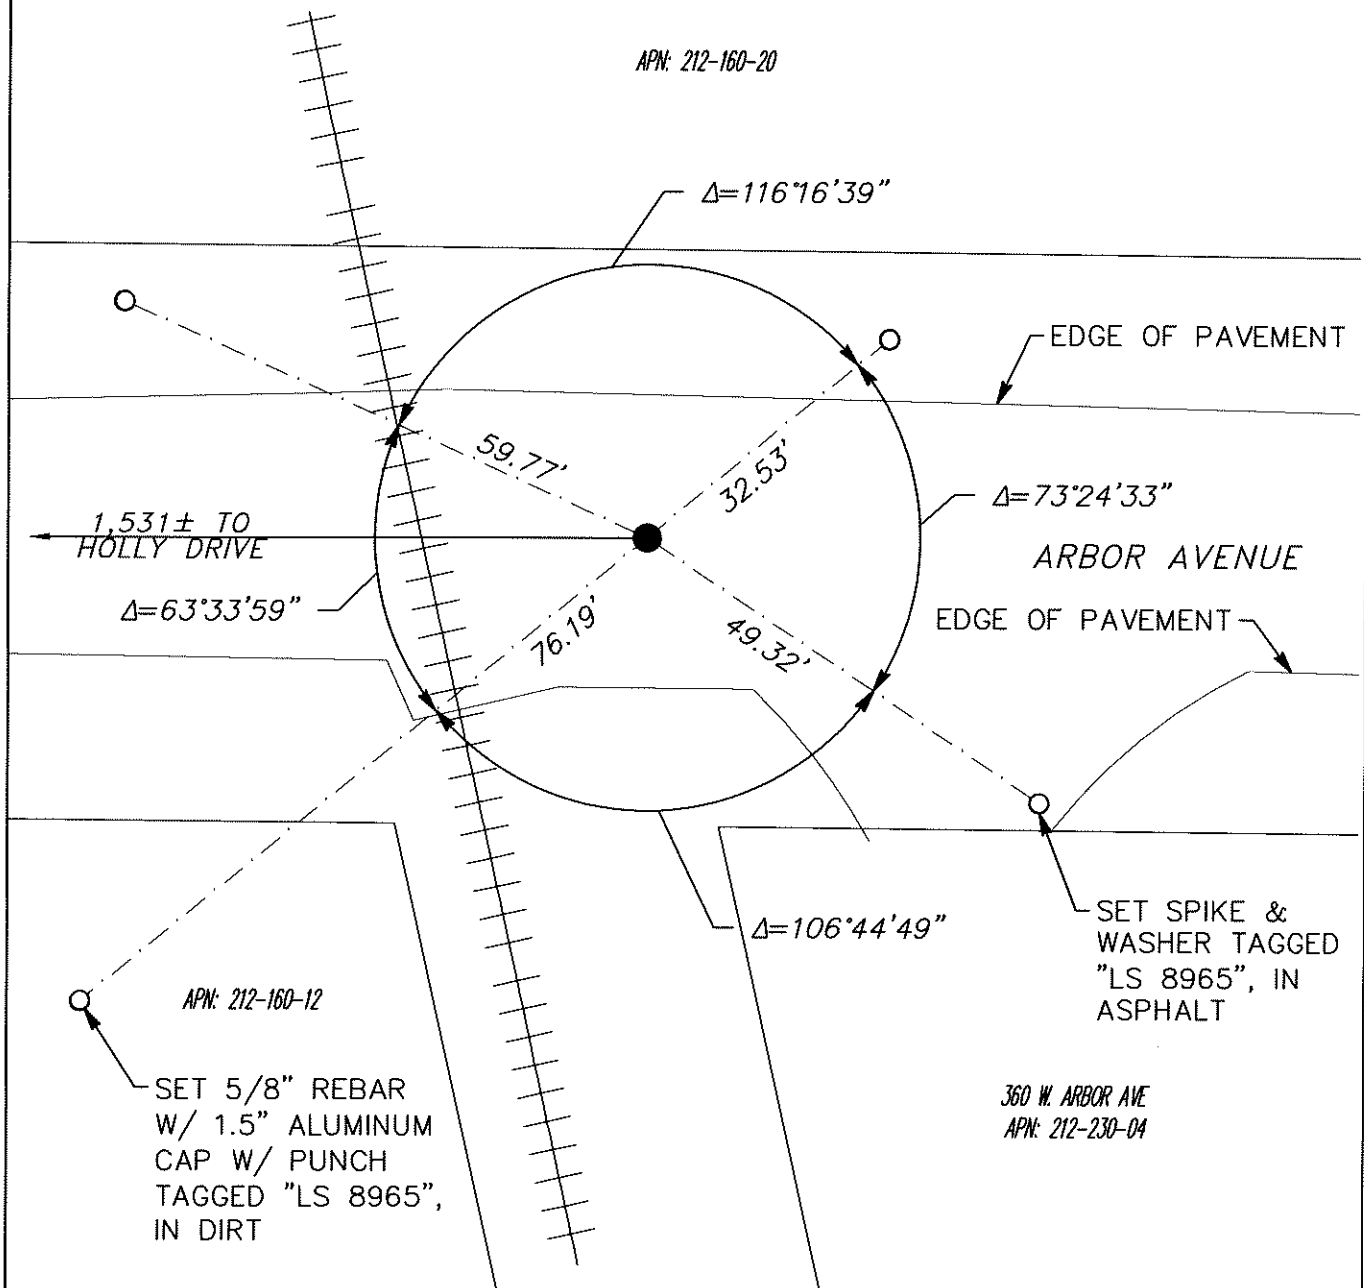 APN: 212-160-20
Δ=116°16'39"
EDGE OF PAVEMENT
59.77'
32.53'
Δ=73°24'33"
1,531± TO
HOLLY DRIVE
ARBOR AVENUE
Δ=63°33'59"
EDGE OF PAVEMENT
76.19'
49.32'
Δ=106°44'49"
SET SPIKE &
WASHER TAGGED
"LS 8965", IN
ASPHALT
APN: 212-160-12
SET 5/8" REBAR
W/ 1.5" ALUMINUM
CAP W/ PUNCH
TAGGED "LS 8965",
IN DIRT
360 W. ARBOR AVE
APN: 212-230-04